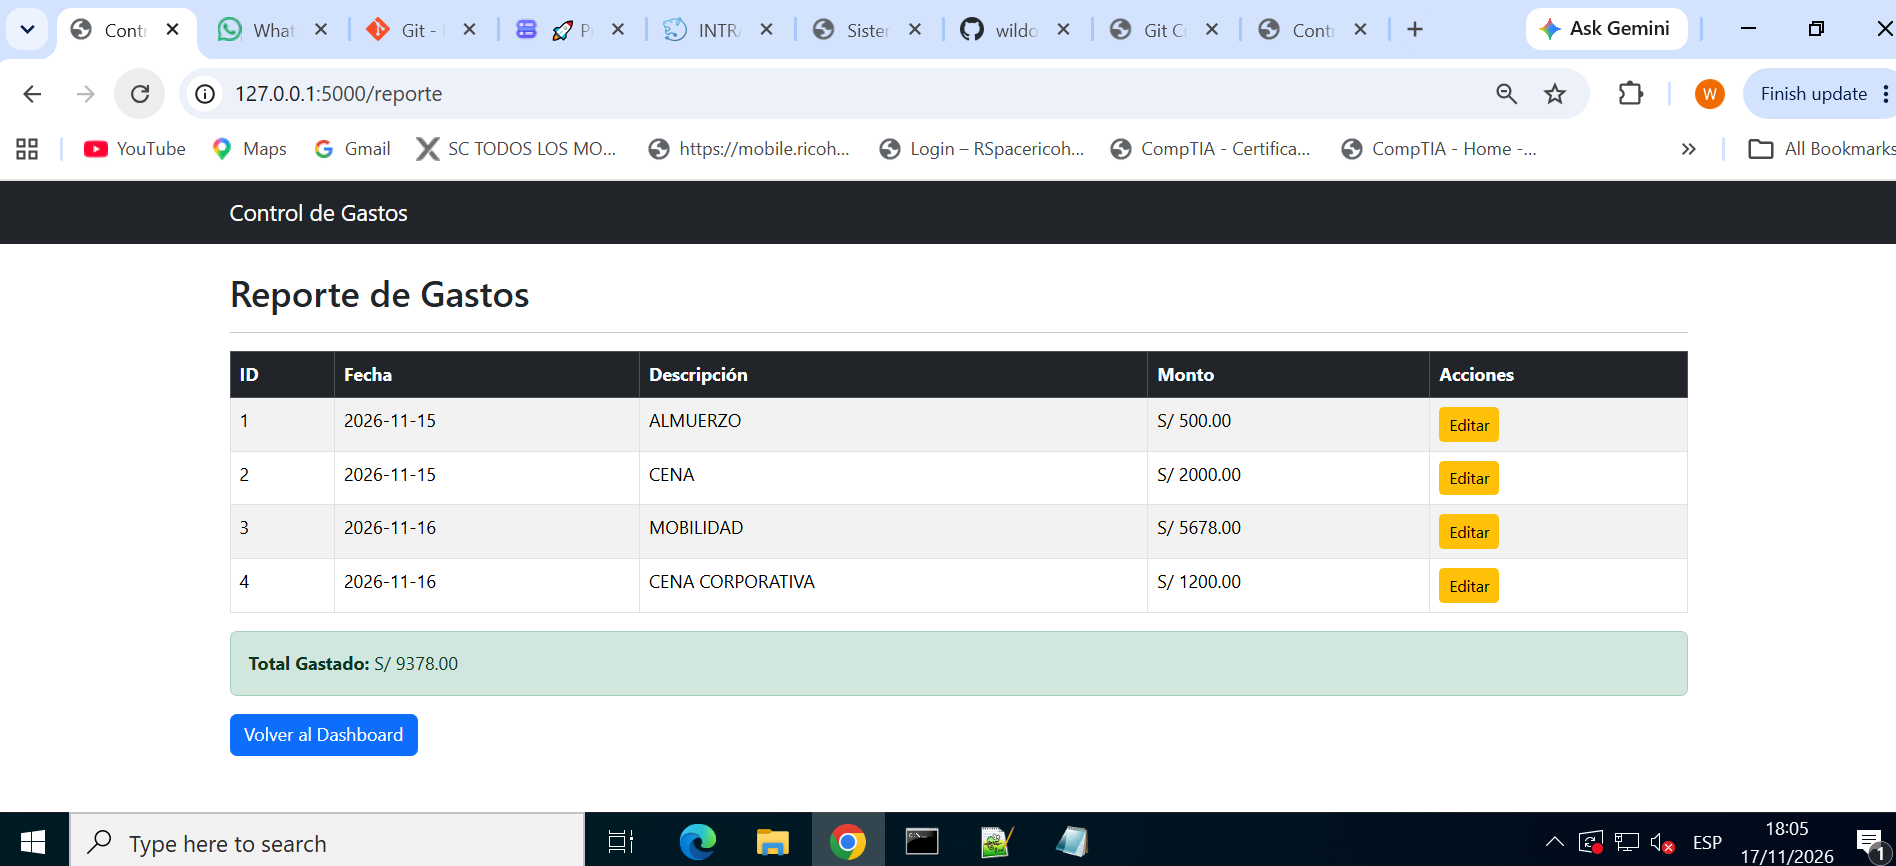 Contr
What
Git -
P
INTRA
Sister
wildo
Git C
Contr
Ask Gemini
127.0.0.1:5000/reporte
W
Finish update
YouTube
Maps
Gmail
SC TODOS LOS MO...
https://mobile.ricoh...
Login – RSpacericoh...
CompTIA - Certifica...
CompTIA - Home -...
All Bookmarks
Control de Gastos
Reporte de Gastos
ID Fecha Descripción Monto Acciones
1 2026-11-15 ALMUERZO S/ 500.00 Editar
2 2026-11-15 CENA S/ 2000.00 Editar
3 2026-11-16 MOBILIDAD S/ 5678.00 Editar
4 2026-11-16 CENA CORPORATIVA S/ 1200.00 Editar
Total Gastado: S/ 9378.00
Volver al Dashboard
Type here to search
ESP
18:05
17/11/2026
1